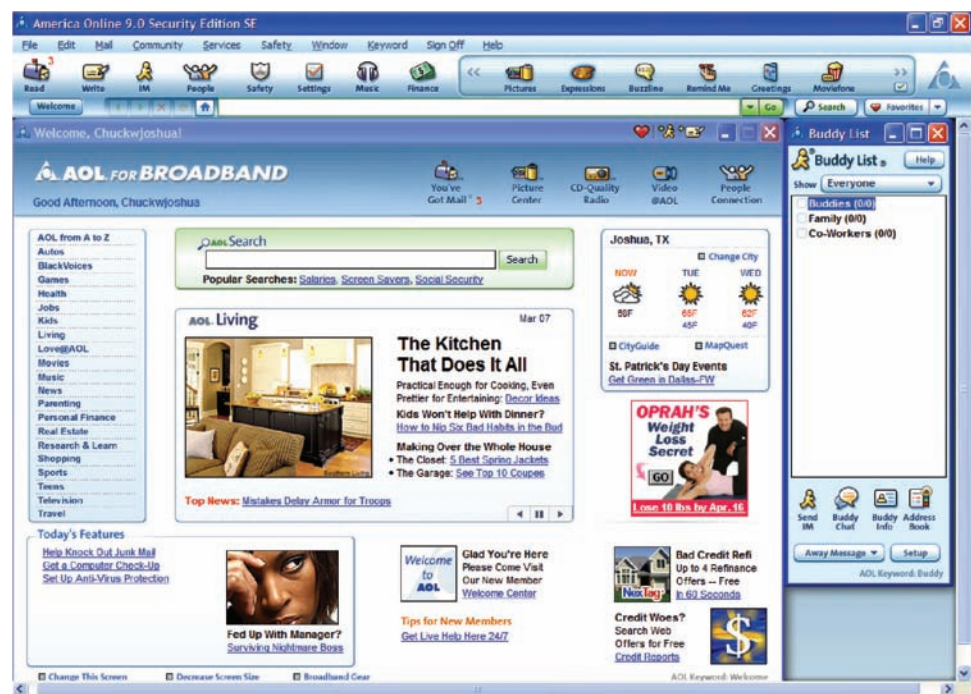 America Online 9.0 Security Edition SE
File Edit Mail Community Services Safety Window Keyword Sign Off Help
3
Read Write IM People Safety Settings Music Finance << Pictures Expressions Buzzline Remind Me Greetings Moviefone >>
Welcome Go Search Favorites
Welcome, Chuckwjoshua!
AOL FOR BROADBAND
Good Afternoon, Chuckwjoshua
You've Got Mail 3
Picture Center
CD-Quality Radio
Video @AOL
People Connection
AOL from A to Z
Autos
BlackVoices
Games
Health
Jobs
Kids
Living
Love@AOL
Movies
Music
News
Parenting
Personal Finance
Real Estate
Research & Learn
Shopping
Sports
Teens
Television
Travel
AOL Search
Search
Popular Searches: Salaries, Screen Savers, Social Security
AOL Living Mar 07
The Kitchen
That Does It All
Practical Enough for Cooking, Even
Prettier for Entertaining: Decor Ideas
Kids Won't Help With Dinner?
How to Nip Six Bad Habits in the Bud
Making Over the Whole House
• The Closet: 5 Best Spring Jackets
• The Garage: See Top 10 Coupes
Southern Living
Top News: Mistakes Delay Armor for Troops
Joshua, TX
Change City
NOW TUE WED
65F 62F
45F 40F
CityGuide MapQuest
St. Patrick's Day Events
Get Green in Dallas-FW
OPRAH'S
Weight
Loss
Secret
GO
Lose 10 lbs by Apr. 16
Today's Features
Help Knock Out Junk Mail
Get a Computer Check-Up
Set Up Anti-Virus Protection
Fed Up With Manager?
Surviving Nightmare Boss
Welcome
to
AOL
Glad You're Here
Please Come Visit
Our New Member
Welcome Center
Tips for New Members
Get Live Help Here 24/7
NexTag
Bad Credit Refi
Up to 4 Refinance
Offers -- Free
In 60 Seconds
Credit Woes?
Search Web
Offers for Free
Credit Reports
$
Change This Screen Decrease Screen Size Broadband Gear AOL Keyword: Welcome
Buddy List
Buddy List Help
Show Everyone
Buddies (0/0)
Family (0/0)
Co-Workers (0/0)
Send IM
Buddy Chat
Buddy Info
Address Book
Away Message Setup
AOL Keyword: Buddy